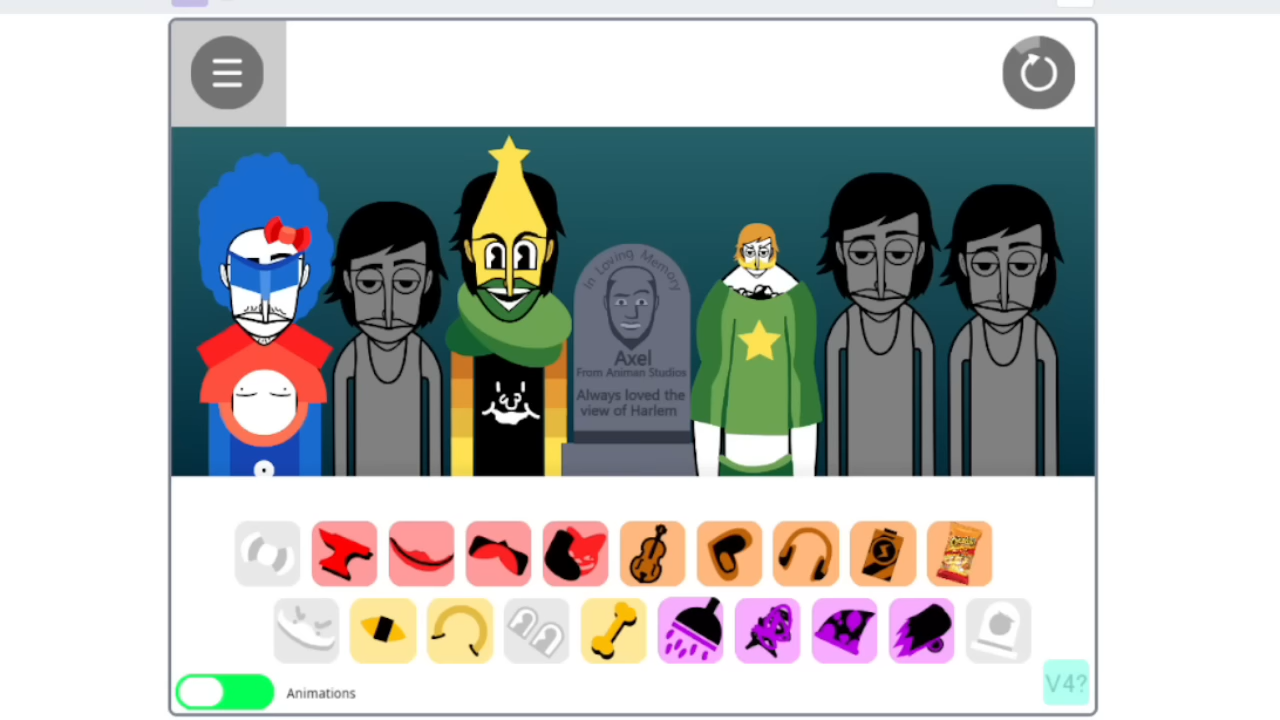 In Loving Memory
Axel
From Animan Studios
Always loved the
view of Harlem
Animations
V4?